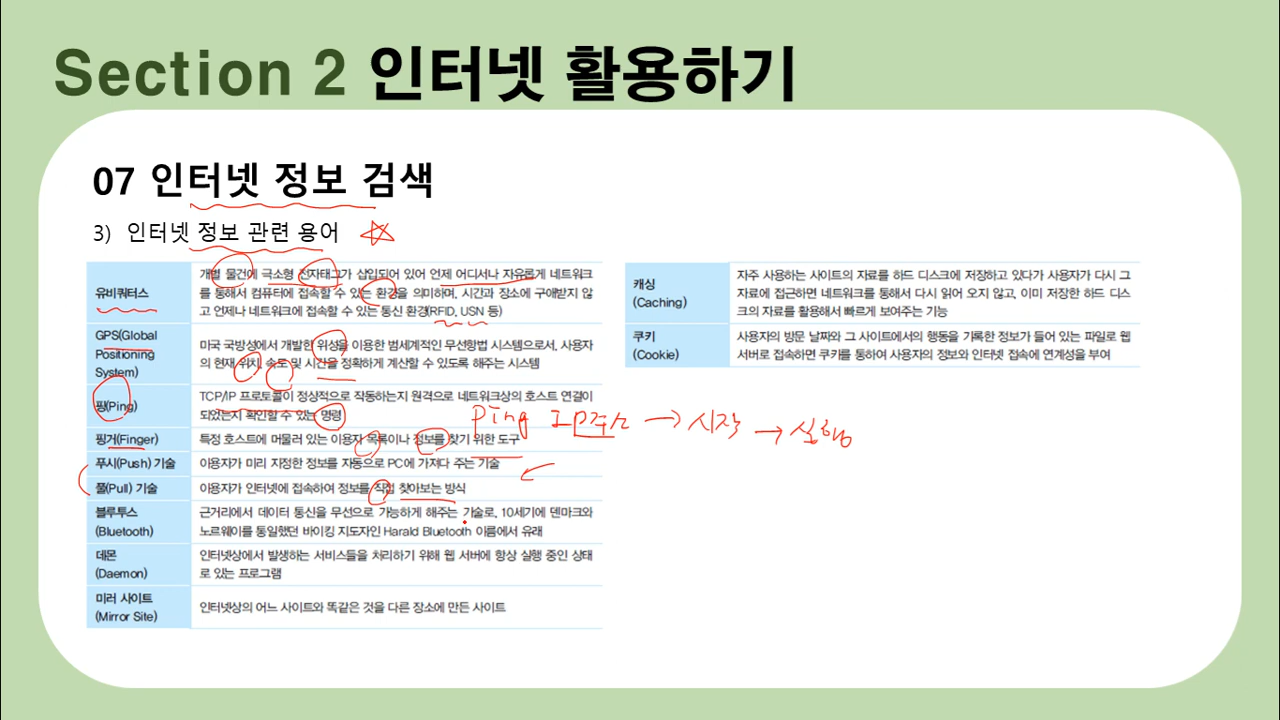 Section 2 인터넷 활용하기
07 인터넷 정보 검색
3) 인터넷 정보 관련 용어
유비쿼터스
개별 물건에 극소형 전자태그가 삽입되어 있어 언제 어디서나 자유롭게 네트워크
를 통해서 컴퓨터에 접속할 수 있는 환경을 의미하며, 시간과 장소에 구애받지 않
고 언제나 네트워크에 접속할 수 있는 통신 환경(RFID, USN 등)
GPS(Global
Positioning
System)
미국 국방성에서 개발한 위성을 이용한 범세계적인 무선항법 시스템으로서, 사용자
의 현재 위치, 속도 및 시간을 정확하게 계산할 수 있도록 해주는 시스템
핑(Ping)
TCP/IP 프로토콜이 정상적으로 작동하는지 원격으로 네트워크상의 호스트 연결이
되었는지 확인할 수 있는 명령
ping IP주소 → 시작 → 실행
핑거(Finger)
특정 호스트에 머물러 있는 이용자 목록이나 정보를 찾기 위한 도구
푸시(Push) 기술
이용자가 미리 지정한 정보를 자동으로 PC에 가져다 주는 기술
풀(Pull) 기술
이용자가 인터넷에 접속하여 정보를 직접 찾아보는 방식
블루투스
(Bluetooth)
근거리에서 데이터 통신을 무선으로 가능하게 해주는 기술로, 10세기에 덴마크와
노르웨이를 통일했던 바이킹 지도자인 Harald Bluetooth 이름에서 유래
데몬
(Daemon)
인터넷상에서 발생하는 서비스들을 처리하기 위해 웹 서버에 항상 실행 중인 상태
로 있는 프로그램
미러 사이트
(Mirror Site)
인터넷상의 어느 사이트와 똑같은 것을 다른 장소에 만든 사이트
캐싱
(Caching)
자주 사용하는 사이트의 자료를 하드 디스크에 저장하고 있다가 사용자가 다시 그
자료에 접근하면 네트워크를 통해서 다시 읽어 오지 않고, 이미 저장한 하드 디스
크의 자료를 활용해서 빠르게 보여주는 기능
쿠키
(Cookie)
사용자의 방문 날짜와 그 사이트에서의 행동을 기록한 정보가 들어 있는 파일로 웹
서버로 접속하면 쿠키를 통하여 사용자의 정보와 인터넷 접속에 연계성을 부여